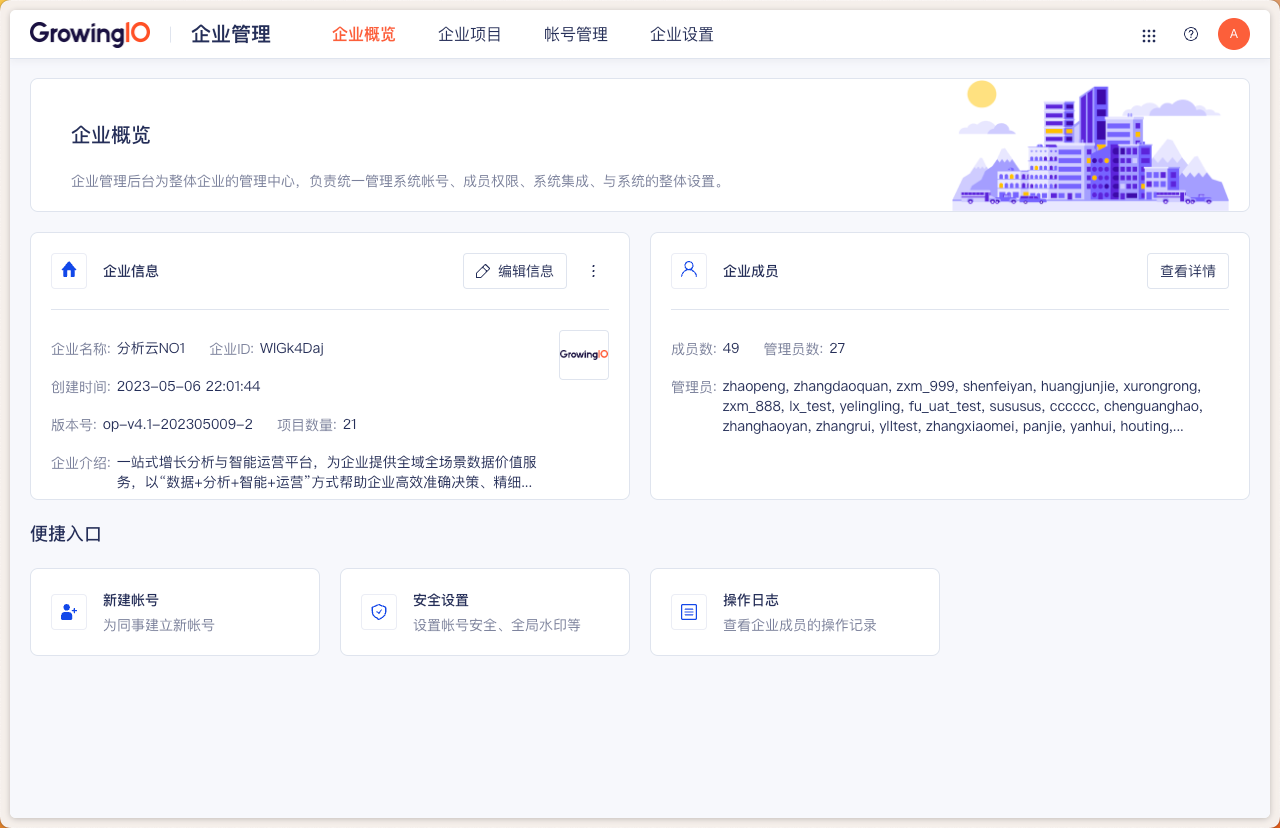 GrowingIO 企业管理 企业概览 企业项目 帐号管理 企业设置 A
企业概览
企业管理后台为整体企业的管理中心，负责统一管理系统帐号、成员权限、系统集成、与系统的整体设置。
企业信息 编辑信息
企业名称: 分析云NO1 企业ID: WlGk4Daj
GrowingIO
创建时间: 2023-05-06 22:01:44
版本号: op-v4.1-202305009-2 项目数量: 21
企业介绍: 一站式增长分析与智能运营平台，为企业提供全域全场景数据价值服
务，以“数据+分析+智能+运营”方式帮助企业高效准确决策、精细...
企业成员 查看详情
成员数: 49 管理员数: 27
管理员: zhaopeng, zhangdaoquan, zxm_999, shenfeiyan, huangjunjie, xurongrong,
zxm_888, lx_test, yelingling, fu_uat_test, sususus, cccccc, chenguanghao,
zhanghaoyan, zhangrui, ylltest, zhangxiaomei, panjie, yanhui, houting,...
便捷入口
新建帐号
为同事建立新帐号
安全设置
设置帐号安全、全局水印等
操作日志
查看企业成员的操作记录